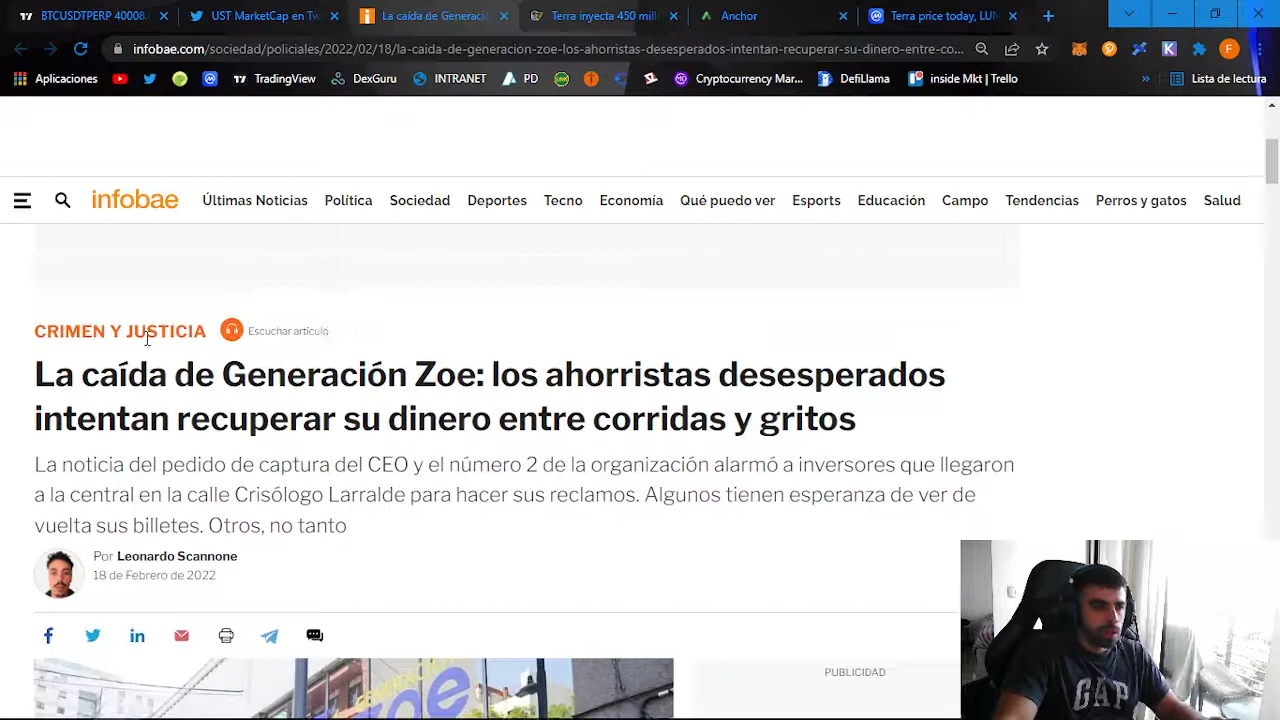 BTCUSDTPERP 40008.
UST MarketCap en Tw
La caída de Generació
Terra inyecta 450 mill
Anchor
Terra price today, LUN
infobae.com/sociedad/policiales/2022/02/18/la-caida-de-generacion-zoe-los-ahorristas-desesperados-intentan-recuperar-su-dinero-entre-co...
Aplicaciones
TradingView
DexGuru
INTRANET
PD
Cryptocurrency Mar...
DefiLlama
inside Mkt | Trello
»
Lista de lectura
infobae
Últimas Noticias
Política
Sociedad
Deportes
Tecno
Economía
Qué puedo ver
Esports
Educación
Campo
Tendencias
Perros y gatos
Salud
CRIMEN Y JUSTICIA
Escuchar artículo
La caída de Generación Zoe: los ahorristas desesperados
intentan recuperar su dinero entre corridas y gritos
La noticia del pedido de captura del CEO y el número 2 de la organización alarmó a inversores que llegaron
a la central en la calle Crisólogo Larralde para hacer sus reclamos. Algunos tienen esperanza de ver de
vuelta sus billetes. Otros, no tanto
Por Leonardo Scannone
18 de Febrero de 2022
PUBLICIDAD
zoe
GAP